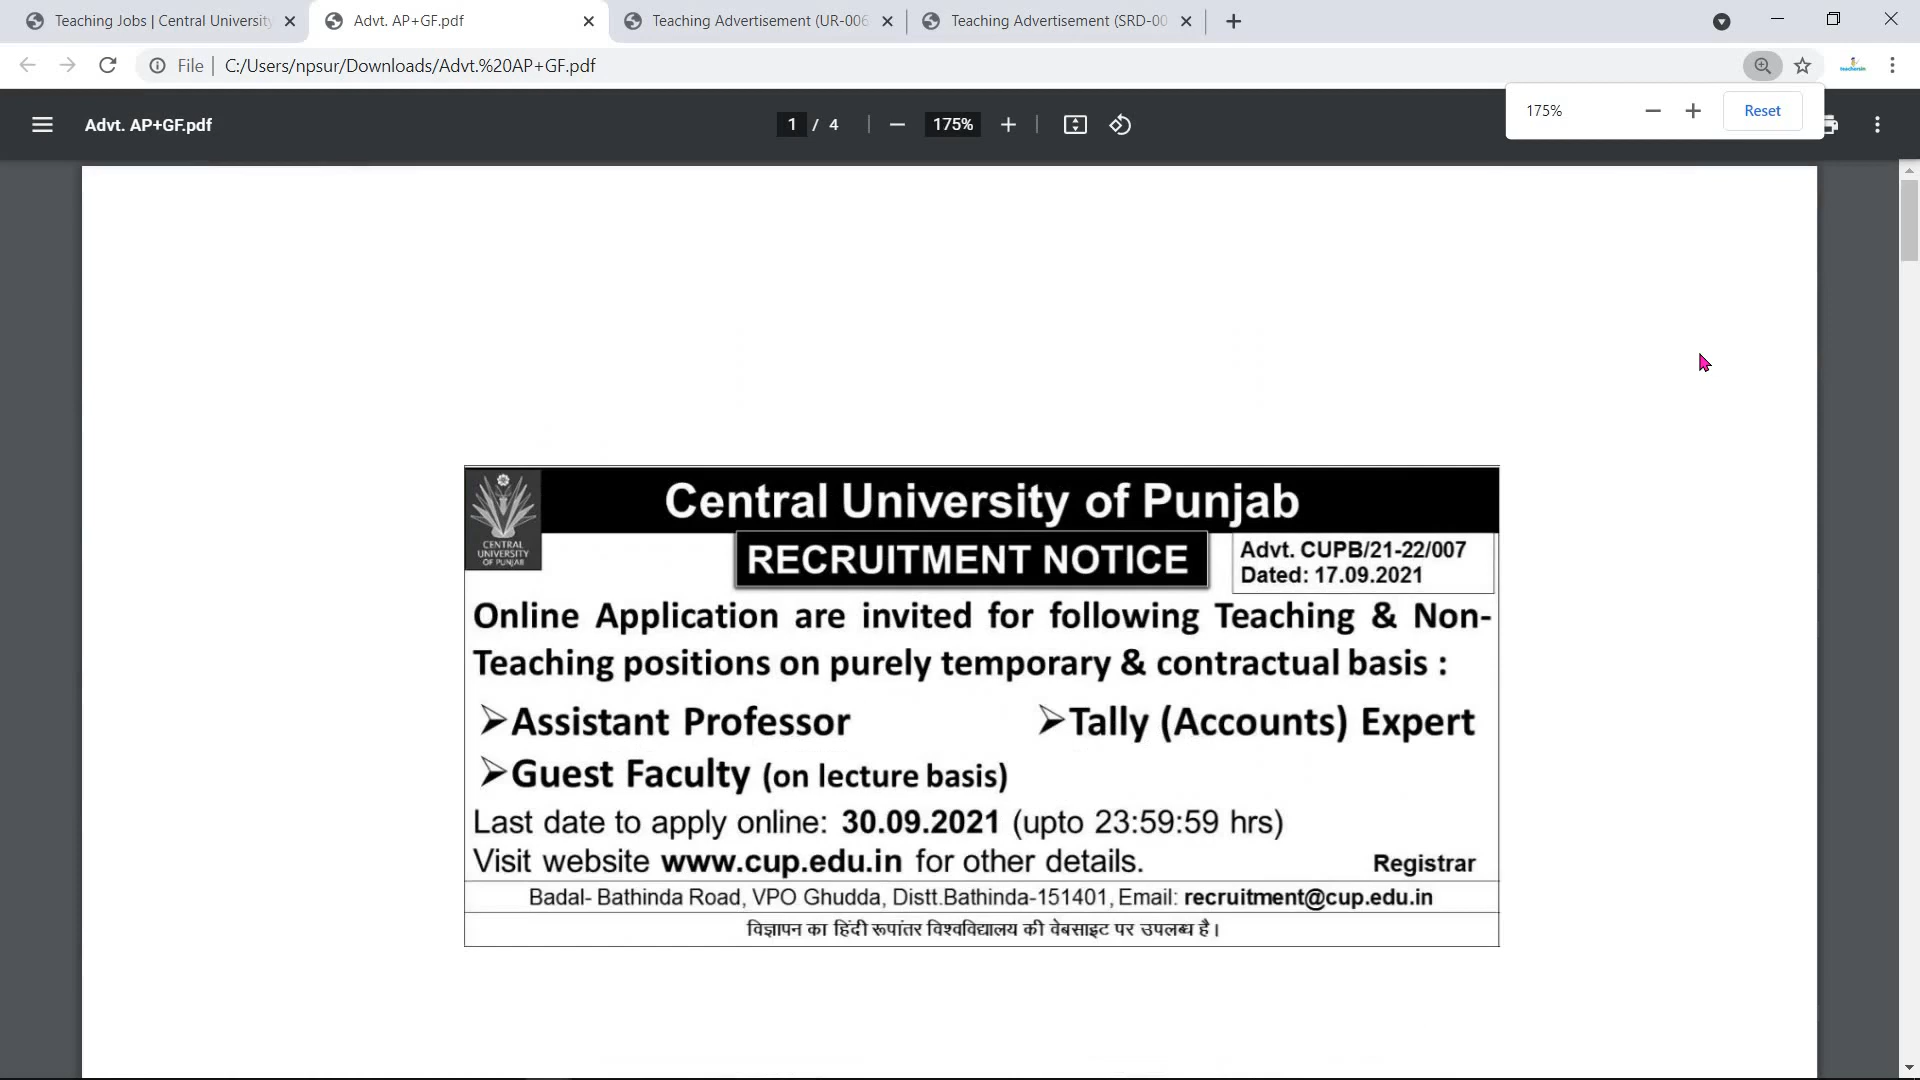 Teaching Jobs | Central University
Advt. AP+GF.pdf
Teaching Advertisement (UR-006
Teaching Advertisement (SRD-00
File
C:/Users/npsur/Downloads/Advt.%20AP+GF.pdf
175%
Reset
Advt. AP+GF.pdf
1 / 4
175%
Central University of Punjab
CENTRAL
UNIVERSITY
OF PUNJAB
RECRUITMENT NOTICE
Advt. CUPB/21-22/007
Dated: 17.09.2021
Online Application are invited for following Teaching & Non-
Teaching positions on purely temporary & contractual basis :
➢Assistant Professor
➢Tally (Accounts) Expert
➢Guest Faculty (on lecture basis)
Last date to apply online: 30.09.2021 (upto 23:59:59 hrs)
Visit website www.cup.edu.in for other details.
Registrar
Badal- Bathinda Road, VPO Ghudda, Distt.Bathinda-151401, Email: recruitment@cup.edu.in
विज्ञापन का हिंदी रूपांतर विश्वविद्यालय की वेबसाइट पर उपलब्ध है।